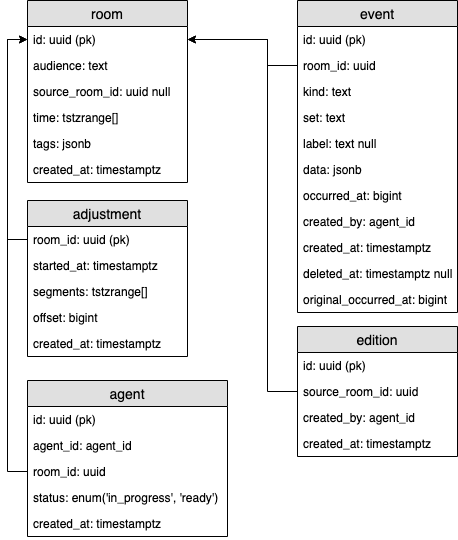 room
id: uuid (pk)
audience: text
source_room_id: uuid null
time: tstzrange[]
tags: jsonb
created_at: timestamptz
adjustment
room_id: uuid (pk)
started_at: timestamptz
segments: tstzrange[]
offset: bigint
created_at: timestamptz
agent
id: uuid (pk)
agent_id: agent_id
room_id: uuid
status: enum('in_progress', 'ready')
created_at: timestamptz
event
id: uuid (pk)
room_id: uuid
kind: text
set: text
label: text null
data: jsonb
occurred_at: bigint
created_by: agent_id
created_at: timestamptz
deleted_at: timestamptz null
original_occurred_at: bigint
edition
id: uuid (pk)
source_room_id: uuid
created_by: agent_id
created_at: timestamptz